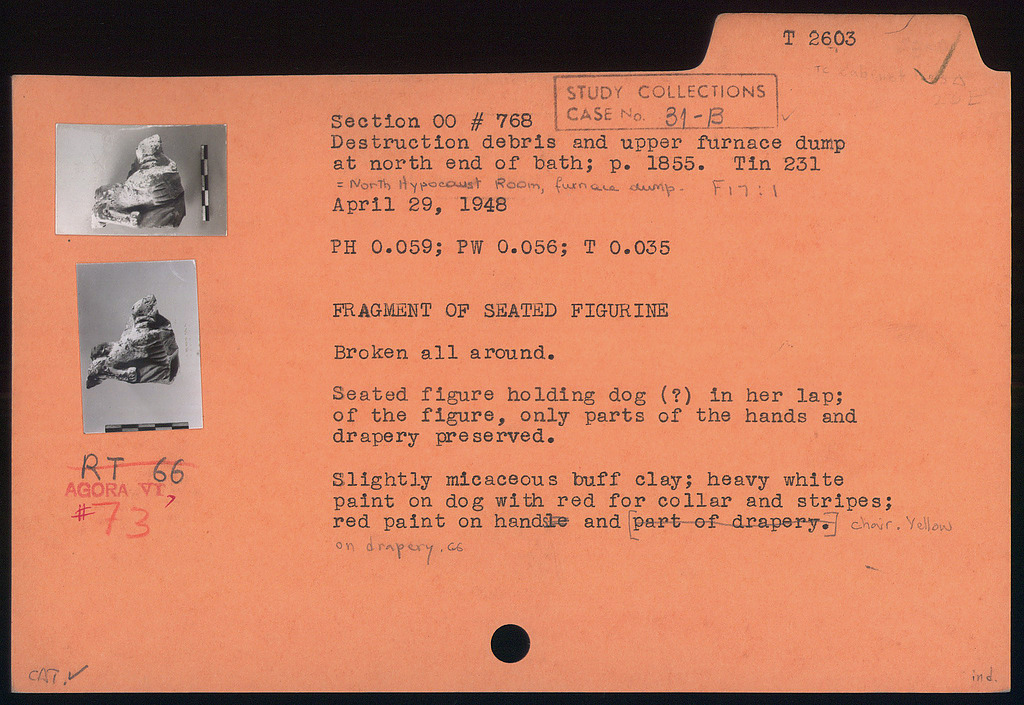 T 2603
STUDY COLLECTIONS
CASE No. 31-B
Section OO # 768
Destruction debris and upper furnace dump
at north end of bath; p. 1855. Tin 231
= North Hypocaust Room, furnace dump. F17:1
April 29, 1948
PH 0.059; PW 0.056; T 0.035
FRAGMENT OF SEATED FIGURINE
Broken all around.
Seated figure holding dog (?) in her lap;
of the figure, only parts of the hands and
drapery preserved.
Slightly micaceous buff clay; heavy white
paint on dog with red for collar and stripes;
red paint on handle and [part of drapery.] chair. Yellow
on drapery. CG
RT 66
AGORA VI,
#73
CAT. ✓
ind.